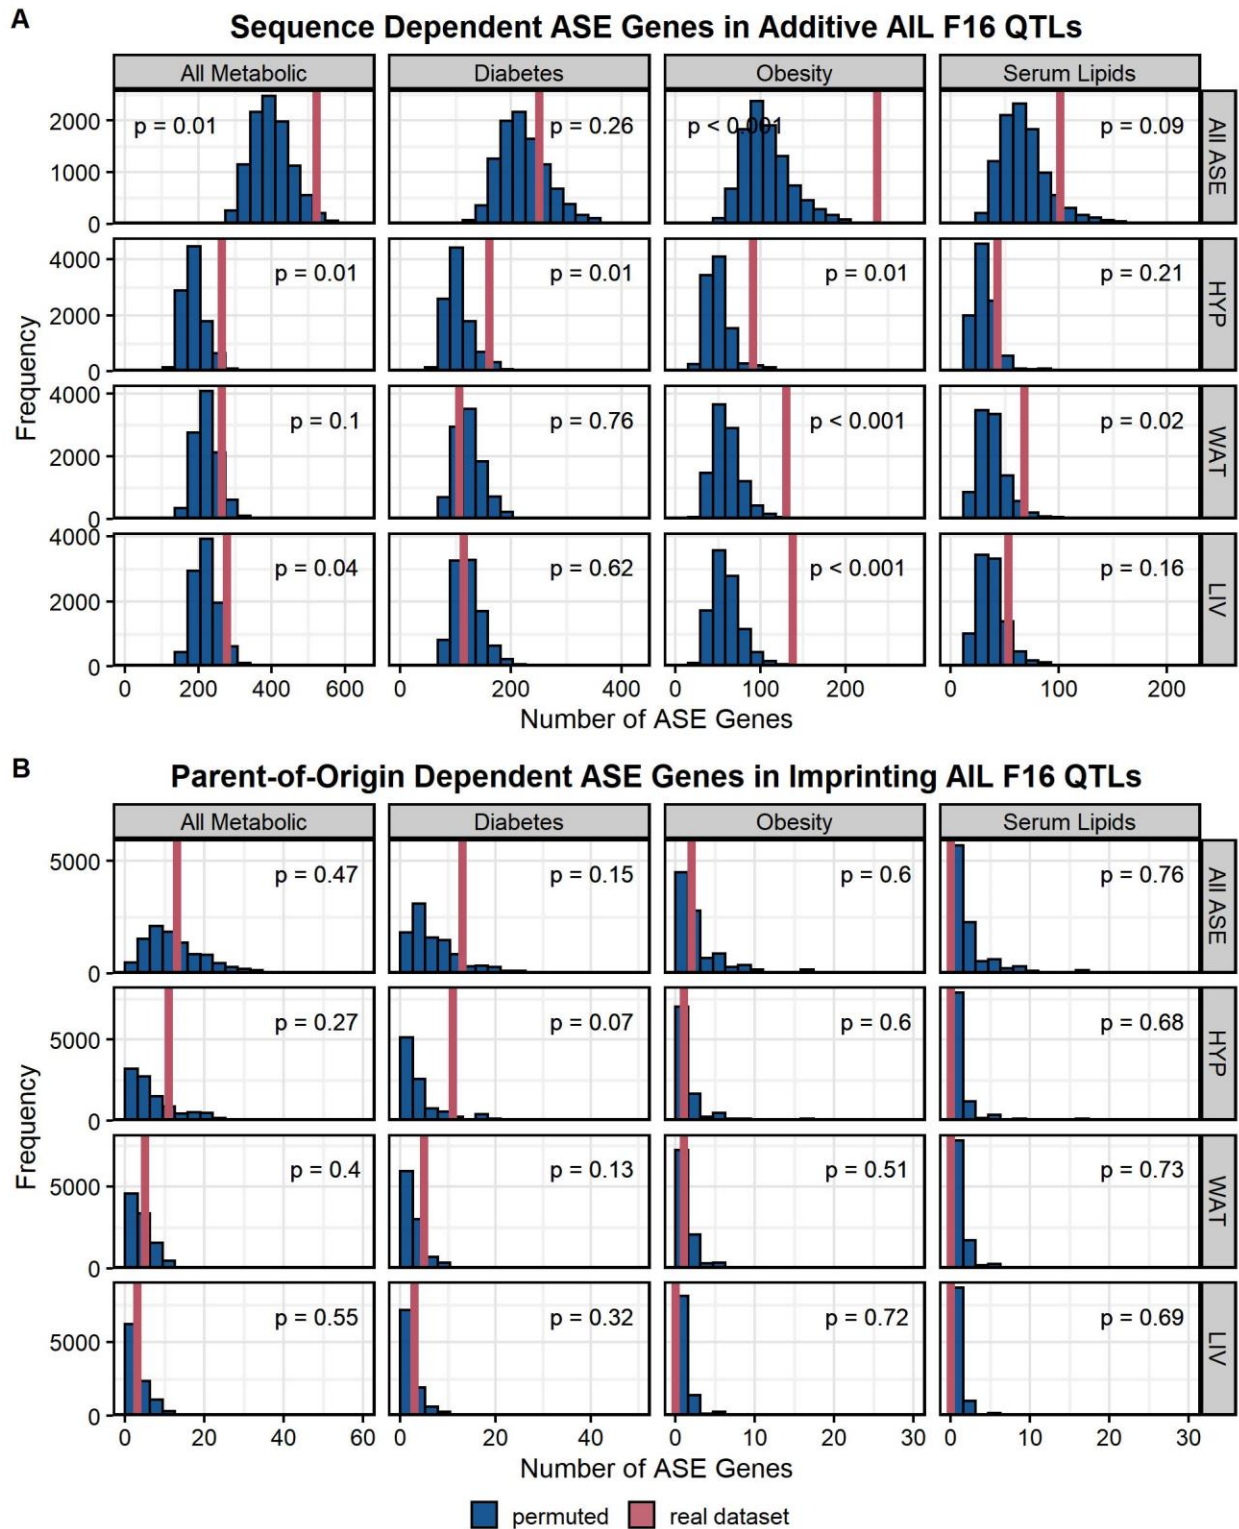 A
Sequence Dependent ASE Genes in Additive AIL F16 QTLs
All Metabolic Diabetes Obesity Serum Lipids
2000 p = 0.01 p = 0.26 p < 0.001 p = 0.09 All ASE
1000
0
4000 p = 0.01 p = 0.01 p = 0.01 p = 0.21 HYP
2000
0
Frequency
4000 p = 0.1 p = 0.76 p < 0.001 p = 0.02 WAT
2000
0
4000 p = 0.04 p = 0.62 p < 0.001 p = 0.16 LIV
2000
0
0 200 400 600 0 200 400 0 100 200 0 100 200
Number of ASE Genes
B
Parent-of-Origin Dependent ASE Genes in Imprinting AIL F16 QTLs
All Metabolic Diabetes Obesity Serum Lipids
5000 p = 0.47 p = 0.15 p = 0.6 p = 0.76 All ASE
0
5000 p = 0.27 p = 0.07 p = 0.6 p = 0.68 HYP
0
Frequency
5000 p = 0.4 p = 0.13 p = 0.51 p = 0.73 WAT
0
5000 p = 0.55 p = 0.32 p = 0.72 p = 0.69 LIV
0
0 20 40 60 0 20 40 0 10 20 30 0 10 20 30
Number of ASE Genes
permuted real dataset